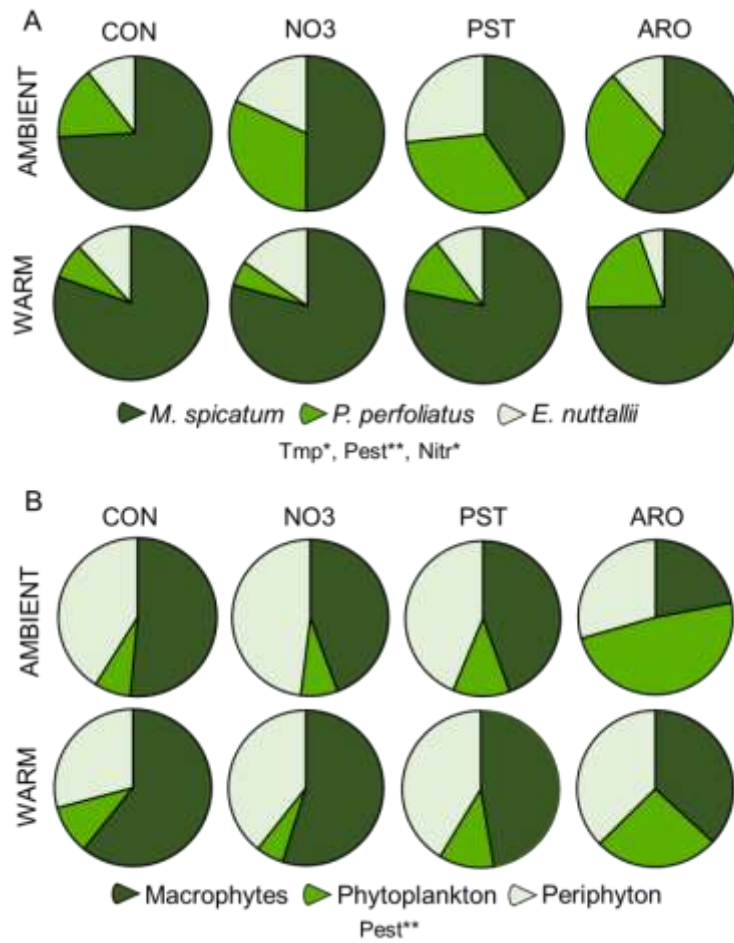 A
CON NO3 PST ARO
AMBIENT
WARM
M. spicatum P. perfoliatus E. nuttallii
Tmp*, Pest**, Nitr*
B
CON NO3 PST ARO
AMBIENT
WARM
Macrophytes Phytoplankton Periphyton
Pest**